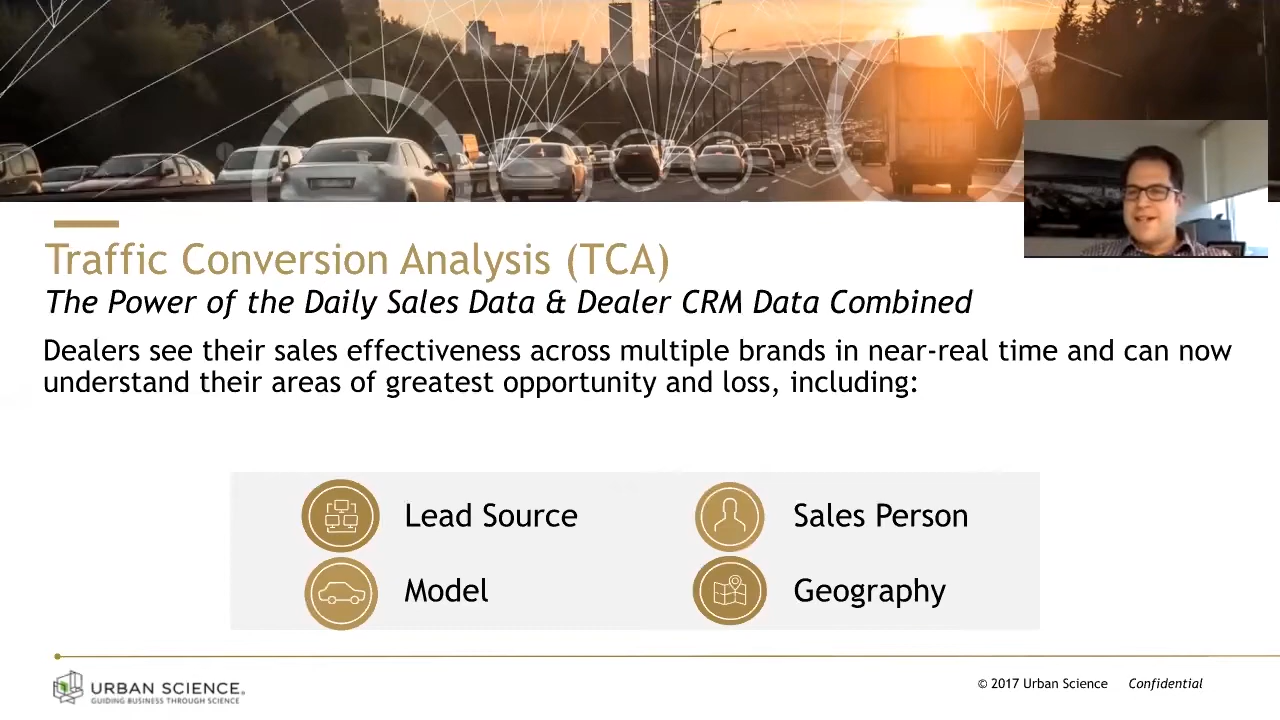 Traffic Conversion Analysis (TCA)
The Power of the Daily Sales Data & Dealer CRM Data Combined
Dealers see their sales effectiveness across multiple brands in near-real time and can now
understand their areas of greatest opportunity and loss, including:
Lead Source
Sales Person
Model
Geography
URBAN SCIENCE®
GUIDING BUSINESS THROUGH SCIENCE
© 2017 Urban Science Confidential